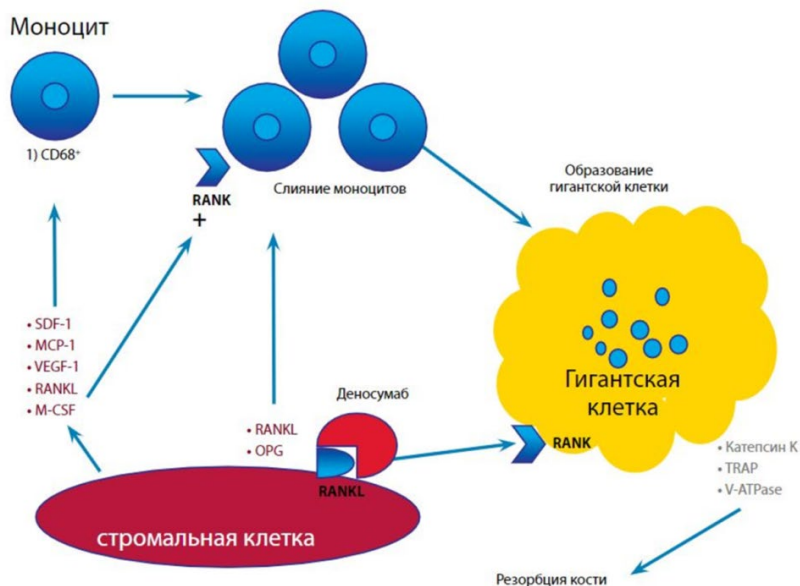 Моноцит
1) CD68⁺
RANK
+
Слияние моноцитов
Образование
гигантской клетки
• SDF-1
• MCP-1
• VEGF-1
• RANKL
• M-CSF
• RANKL
• OPG
Деносумаб
RANKL
Гигантская
клетка
RANK
• Катепсин К
• TRAP
• V-ATPase
стромальная клетка
Резорбция кости